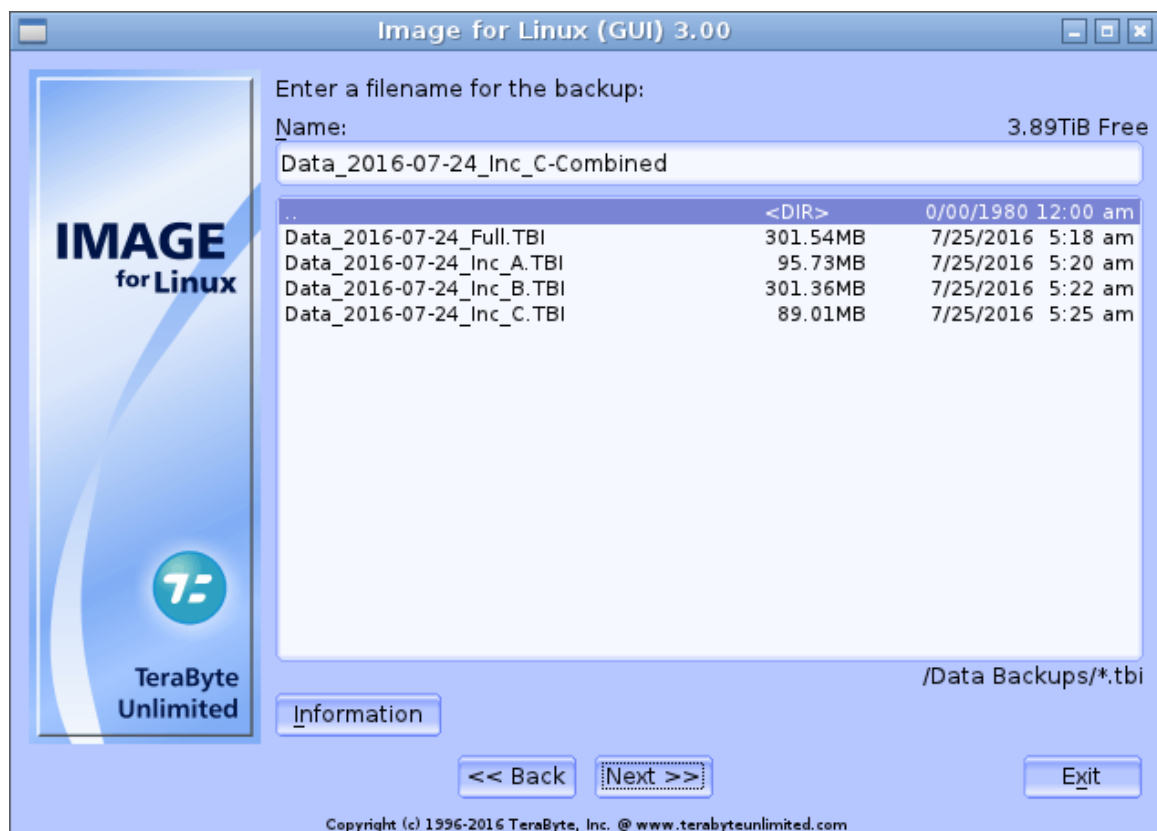 Image for Linux (GUI) 3.00
IMAGE
for Linux
TeraByte
Unlimited
Enter a filename for the backup:
Name: 3.89TiB Free
Data_2016-07-24_Inc_C-Combined
.. <DIR> 0/00/1980 12:00 am
Data_2016-07-24_Full.TBI 301.54MB 7/25/2016 5:18 am
Data_2016-07-24_Inc_A.TBI 95.73MB 7/25/2016 5:20 am
Data_2016-07-24_Inc_B.TBI 301.36MB 7/25/2016 5:22 am
Data_2016-07-24_Inc_C.TBI 89.01MB 7/25/2016 5:25 am
/Data Backups/*.tbi
Information
<< Back Next >> Exit
Copyright (c) 1996-2016 TeraByte, Inc. @ www.terabyteunlimited.com